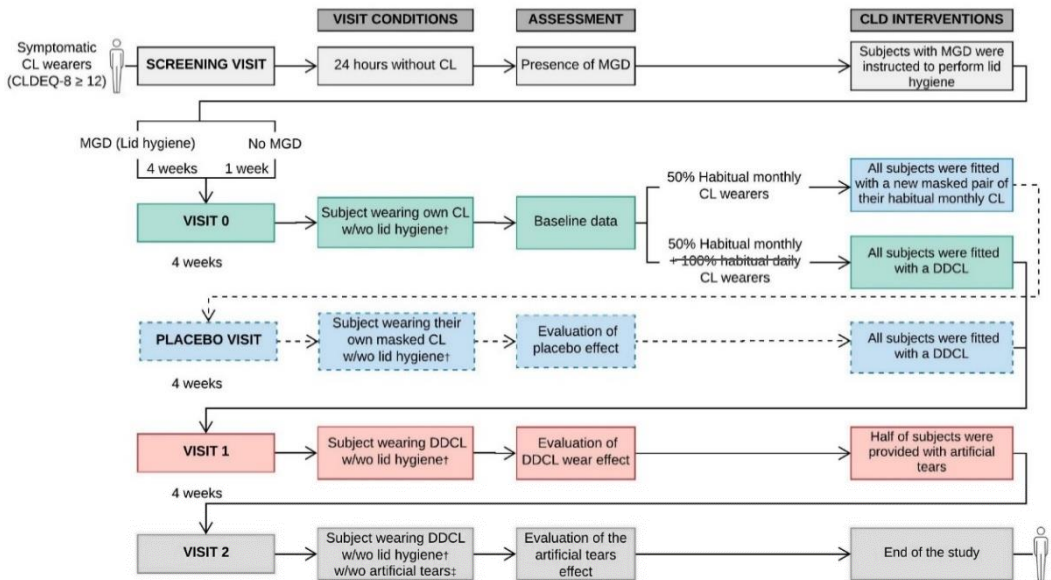 VISIT CONDITIONS
ASSESSMENT
CLD INTERVENTIONS
Symptomatic
CL wearers
(CLDEQ-8 ≥ 12)
SCREENING VISIT
24 hours without CL
Presence of MGD
Subjects with MGD were
instructed to perform lid
hygiene
MGD (Lid hygiene)
No MGD
4 weeks
1 week
VISIT 0
Subject wearing own CL
w/wo lid hygiene†
Baseline data
50% Habitual monthly
CL wearers
All subjects were fitted
with a new masked pair of
their habitual monthly CL
50% Habitual monthly
+ 100% habitual daily
CL wearers
All subjects were fitted
with a DDCL
4 weeks
PLACEBO VISIT
Subject wearing their
own masked CL
w/wo lid hygiene†
Evaluation of
placebo effect
All subjects were fitted
with a DDCL
4 weeks
VISIT 1
Subject wearing DDCL
w/wo lid hygiene†
Evaluation of
DDCL wear effect
Half of subjects were
provided with artificial
tears
4 weeks
VISIT 2
Subject wearing DDCL
w/wo lid hygiene†
w/wo artificial tears‡
Evaluation of the
artificial tears
effect
End of the study